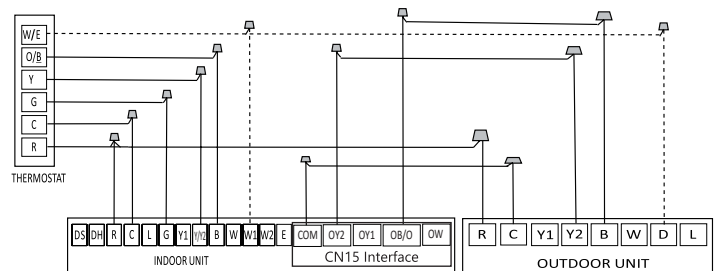 W/E
O/B
Y
G
C
R
THERMOSTAT
DS DH R C L G Y1 Y/Y2 B W W1 W2 E COM OY2 OY1 OB/O OW
INDOOR UNIT
CN15 Interface
R C Y1 Y2 B W D L
OUTDOOR UNIT